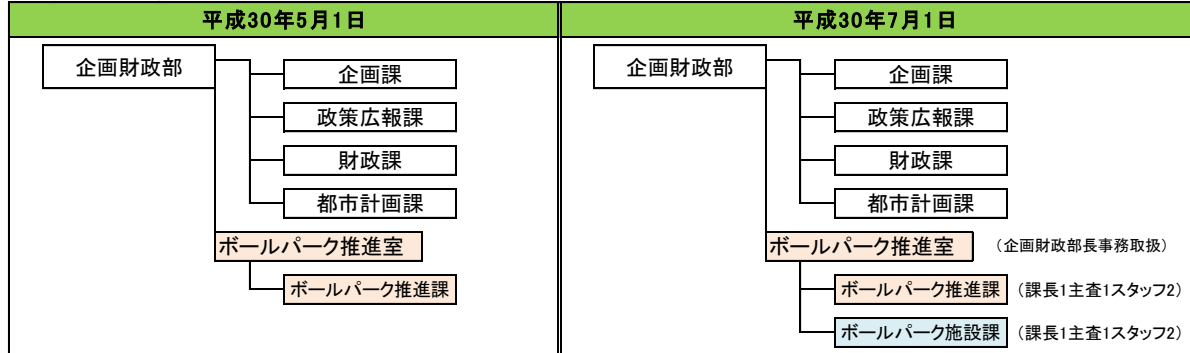 平成30年5月1日
企画財政部
企画課
政策広報課
財政課
都市計画課
ボールパーク推進室
ボールパーク推進課
平成30年7月1日
企画財政部
企画課
政策広報課
財政課
都市計画課
ボールパーク推進室 (企画財政部長事務取扱)
ボールパーク推進課 (課長1主査1スタッフ2)
ボールパーク施設課 (課長1主査1スタッフ2)